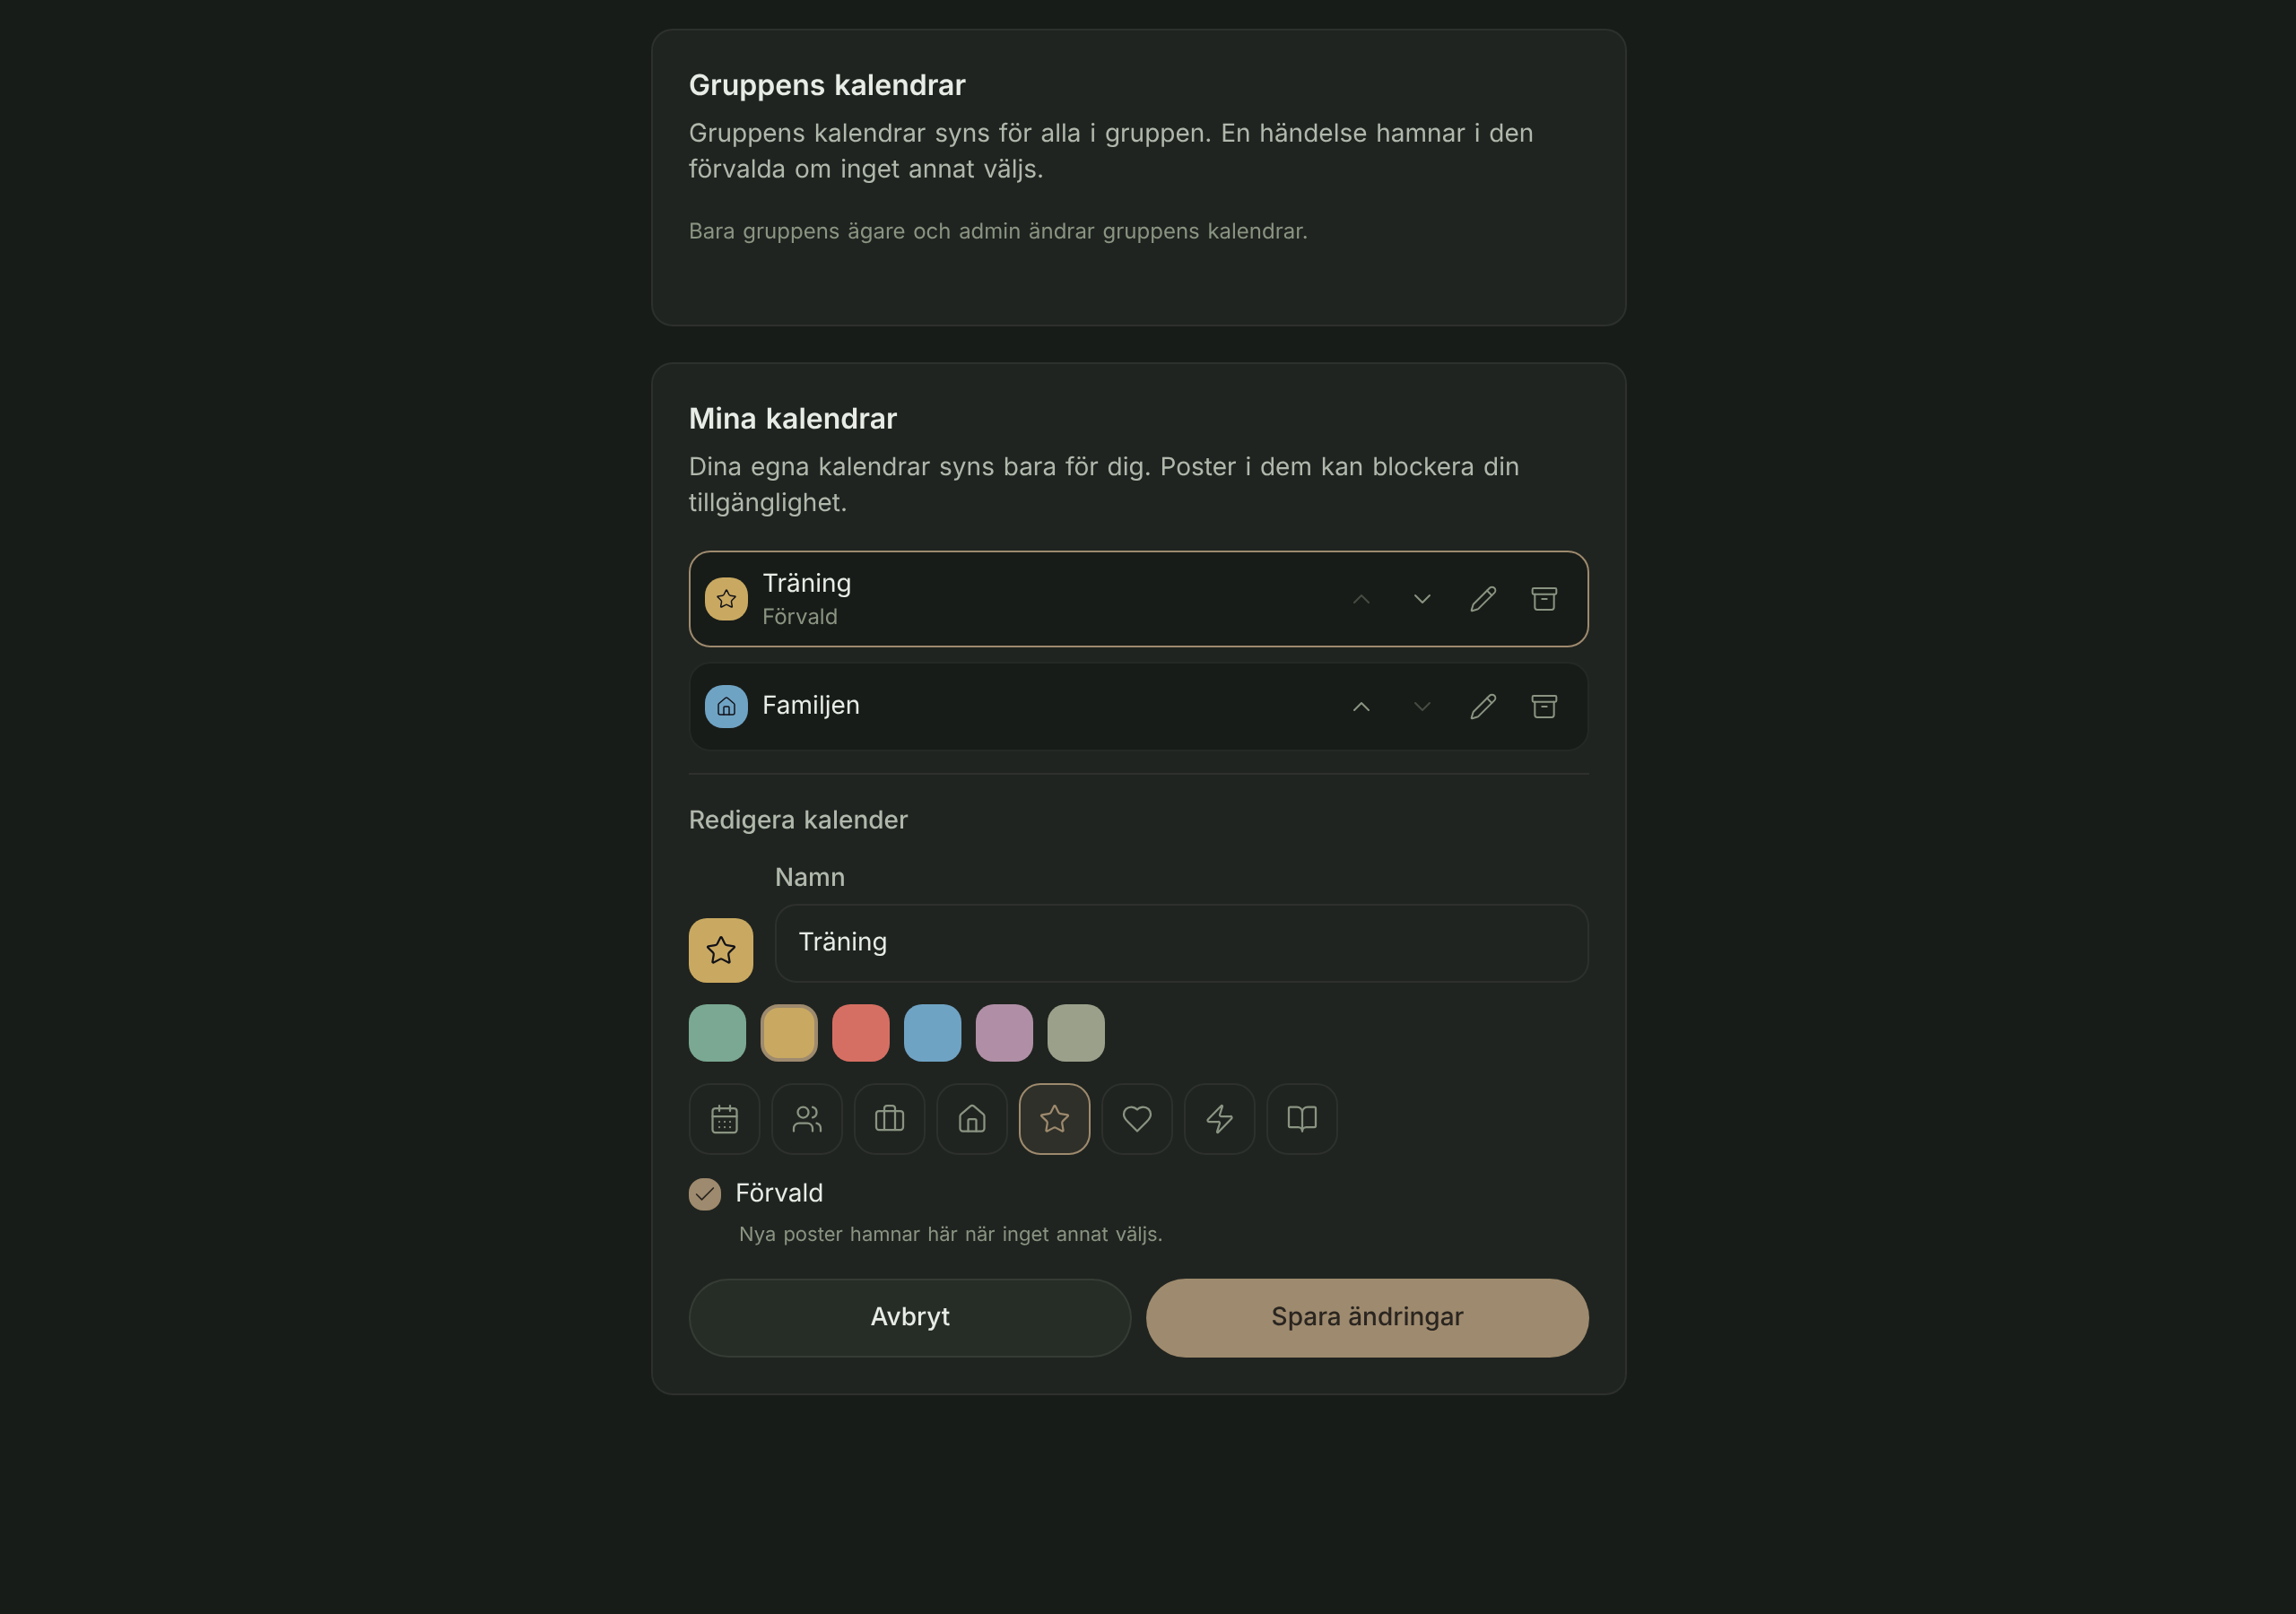 Gruppens kalendrar
Gruppens kalendrar syns för alla i gruppen. En händelse hamnar i den
förvalda om inget annat väljs.
Bara gruppens ägare och admin ändrar gruppens kalendrar.
Mina kalendrar
Dina egna kalendrar syns bara för dig. Poster i dem kan blockera din
tillgänglighet.
Träning
Förvald
Familjen
Redigera kalender
Namn
Träning
Förvald
Nya poster hamnar här när inget annat väljs.
Avbryt
Spara ändringar